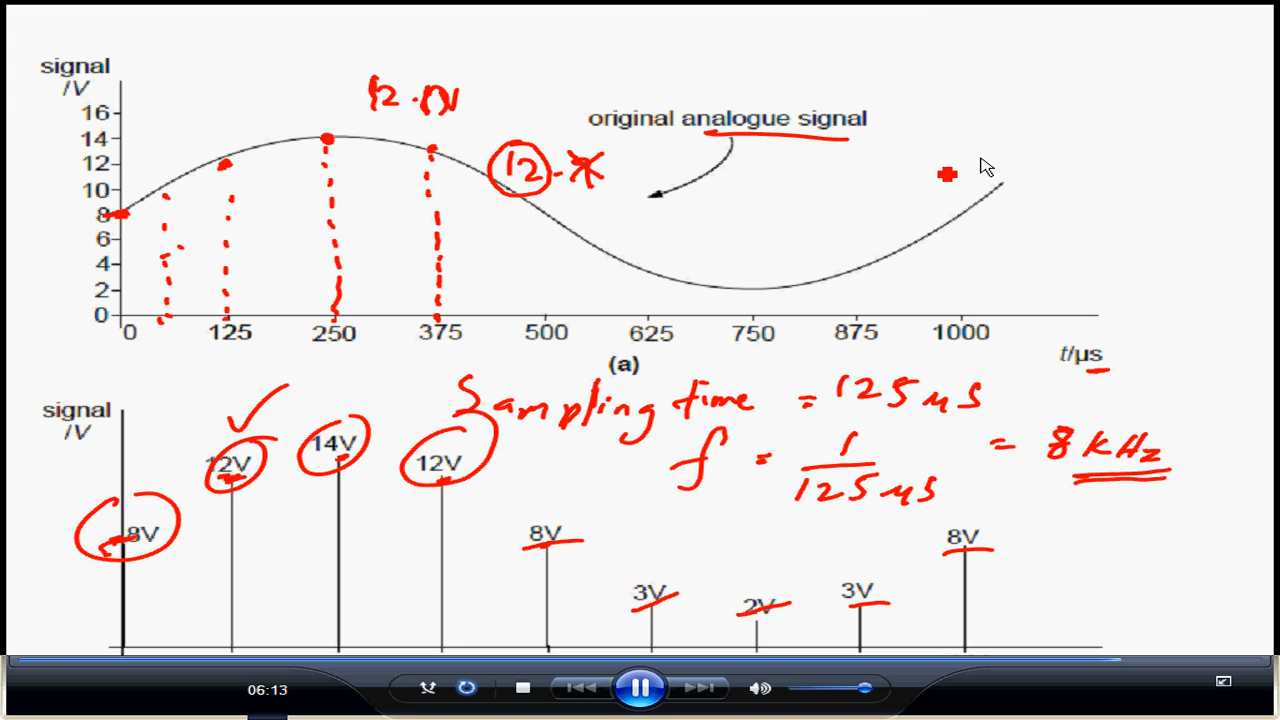 signal
/V
16
14
12
10
8
6
4
2
0
0 125 250 375 500 625 750 875 1000
t/µs
12.
original analogue signal
12.
(a)
Sampling time = 125 µs
f = 1/125 µs = 8 kHz
signal
/V
8V 12V 14V 12V 8V 3V 2V 3V 8V
06:13